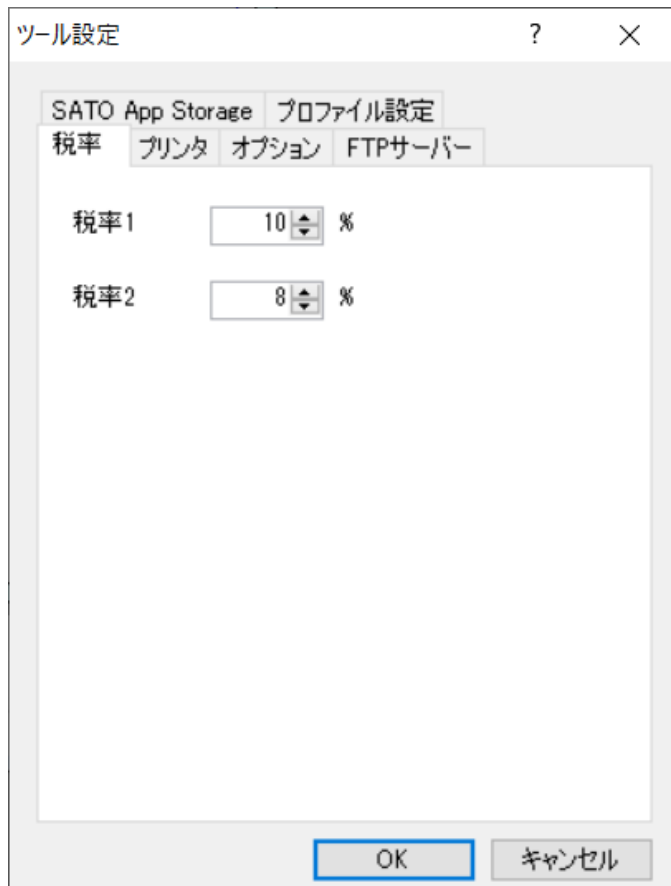 ツール設定 ?
SATO App Storage プロファイル設定
税率 プリンタ オプション FTPサーバー
税率1 10 %
税率2 8 %
OK キャンセル